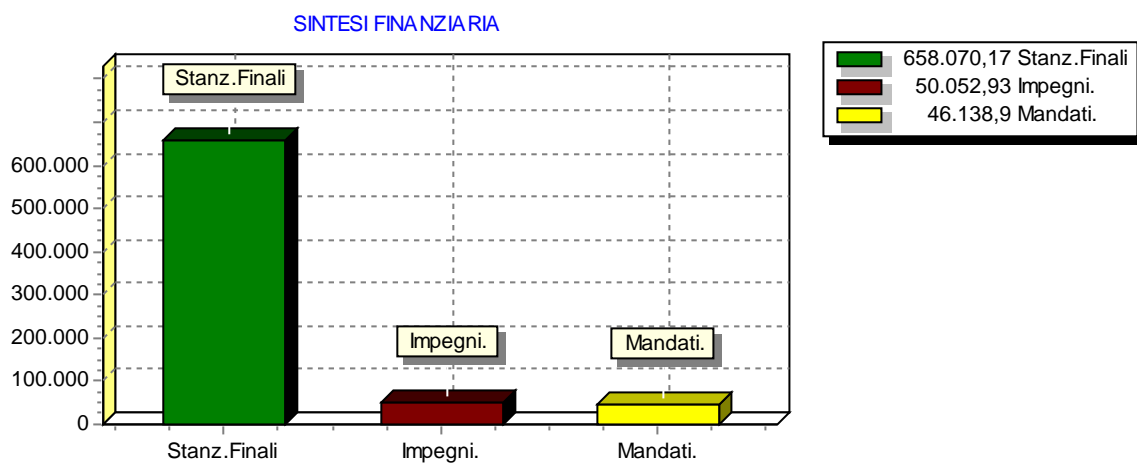 SINTESI FINANZIARIA
658.070,17 Stanz.Finali
50.052,93 Impegni.
46.138,9 Mandati.
Stanz.Finali
Impegni.
Mandati.
600.000
500.000
400.000
300.000
200.000
100.000
0
Stanz.Finali
Impegni.
Mandati.